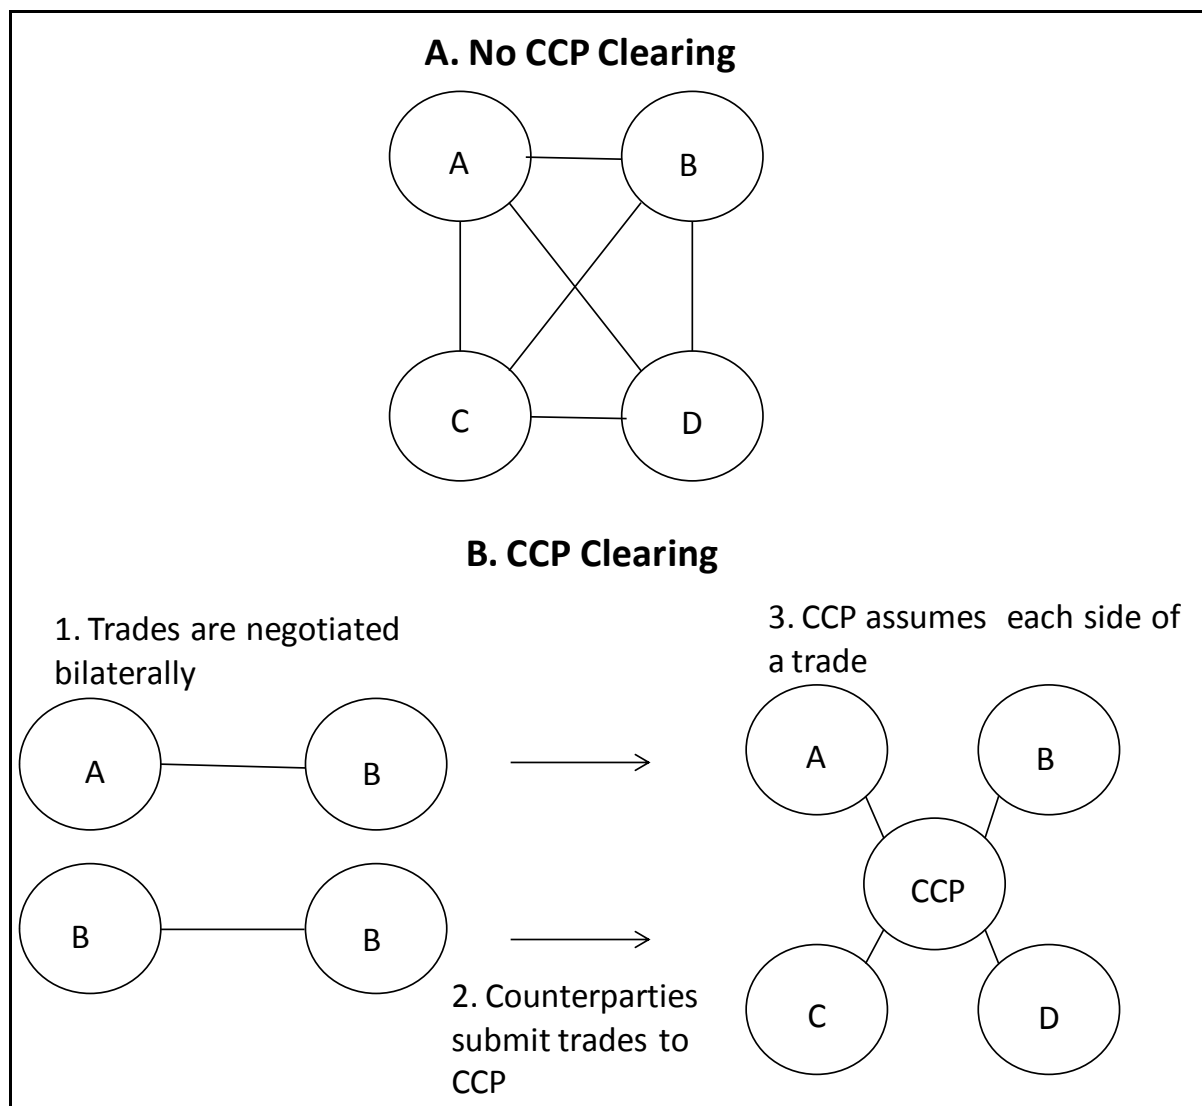 A. No CCP Clearing
A
B
C
D
B. CCP Clearing
1. Trades are negotiated
bilaterally
A
B
B
B
2. Counterparties
submit trades to
CCP
3. CCP assumes each side of
a trade
A
B
CCP
C
D